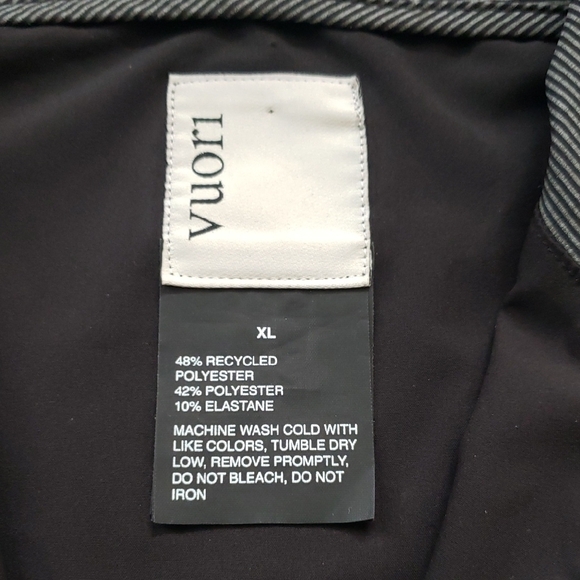 vuori
XL
48% RECYCLED
POLYESTER
42% POLYESTER
10% ELASTANE
MACHINE WASH COLD WITH
LIKE COLORS, TUMBLE DRY
LOW, REMOVE PROMPTLY,
DO NOT BLEACH, DO NOT
IRON